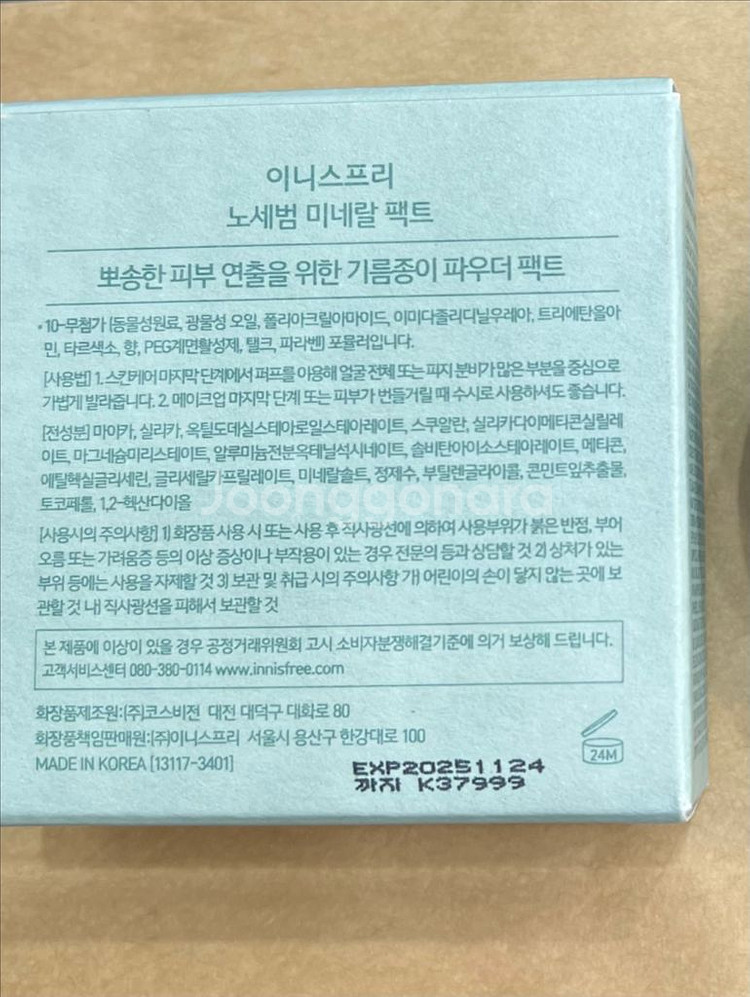 이니스프리
노세범 미네랄 팩트
뽀송한 피부 연출을 위한 기름종이 파우더 팩트
• 10-무첨가 (동물성원료, 광물성 오일, 폴리아크릴아마이드, 이미다졸리디닐우레아, 트리에탄올아
민, 타르색소, 향, PEG계면활성제, 탤크, 파라벤) 포뮬러입니다.
[사용법] 1. 스킨케어 마지막 단계에서 퍼프를 이용해 얼굴 전체 또는 피지 분비가 많은 부분을 중심으로
가볍게 발라줍니다. 2. 메이크업 마지막 단계 또는 피부가 번들거릴 때 수시로 사용하셔도 좋습니다.
[전성분] 마이카, 실리카, 옥틸도데실스테아로일스테아레이트, 스쿠알란, 실리카다이메티콘실릴레
이트, 마그네슘미리스테이트, 알루미늄전분옥테닐석시네이트, 솔비탄아이소스테아레이트, 메티콘,
에틸헥실글리세린, 글리세릴카프릴레이트, 미네랄솔트, 정제수, 부틸렌글라이콜, 콘민트잎추출물,
토코페롤, 1,2-헥산다이올
Joonggonara
[사용시의 주의사항] 1) 화장품 사용 시 또는 사용 후 직사광선에 의하여 사용부위가 붉은 반점, 부어
오름 또는 가려움증 등의 이상 증상이나 부작용이 있는 경우 전문의 등과 상담할 것 2) 상처가 있는
부위 등에는 사용을 자제할 것 3) 보관 및 취급 시의 주의사항 가) 어린이의 손이 닿지 않는 곳에 보
관할 것 나) 직사광선을 피해서 보관할 것
본 제품에 이상이 있을 경우 공정거래위원회 고시 소비자분쟁해결기준에 의거 보상해 드립니다.
고객서비스센터 080-380-0114 www.innisfree.com
화장품제조원:(주)코스비전 대전 대덕구 대화로 80
화장품책임판매원:(주)이니스프리 서울시 용산구 한강대로 100
MADE IN KOREA [13117-3401]
24M
EXP20251124
까지 K37999